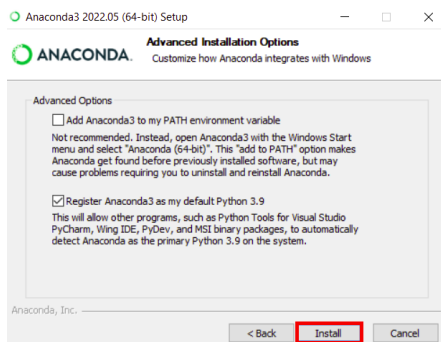 Anaconda3 2022.05 (64-bit) Setup
ANACONDA.
Advanced Installation Options
Customize how Anaconda integrates with Windows
Advanced Options
Add Anaconda3 to my PATH environment variable
Not recommended. Instead, open Anaconda3 with the Windows Start
menu and select "Anaconda (64-bit)". This "add to PATH" option makes
Anaconda get found before previously installed software, but may
cause problems requiring you to uninstall and reinstall Anaconda.
Register Anaconda3 as my default Python 3.9
This will allow other programs, such as Python Tools for Visual Studio
PyCharm, Wing IDE, PyDev, and MSI binary packages, to automatically
detect Anaconda as the primary Python 3.9 on the system.
Anaconda, Inc.
< Back
Install
Cancel